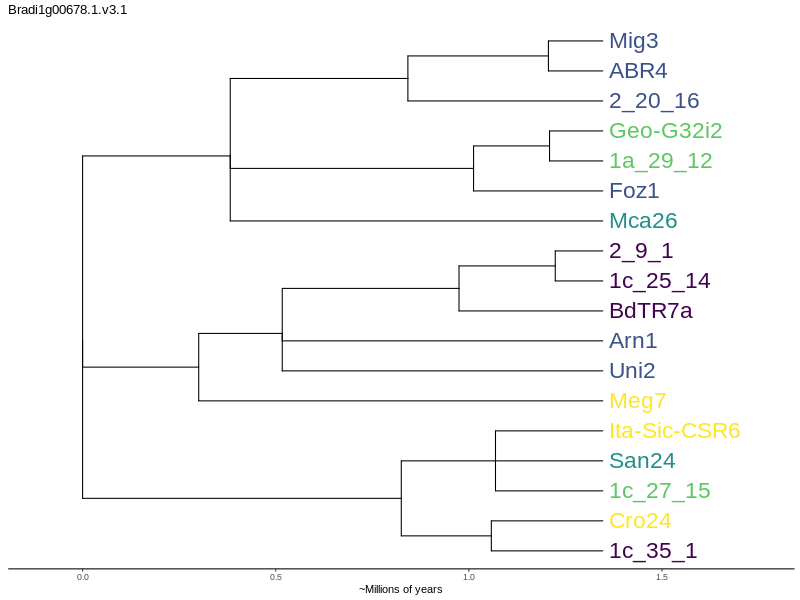 Bradi1g00678.1.v3.1
Mig3
ABR4
2_20_16
Geo-G32i2
1a_29_12
Foz1
Mca26
2_9_1
1c_25_14
BdTR7a
Arn1
Uni2
Meg7
Ita-Sic-CSR6
San24
1c_27_15
Cro24
1c_35_1
0.0 0.5 1.0 1.5
~Millions of years